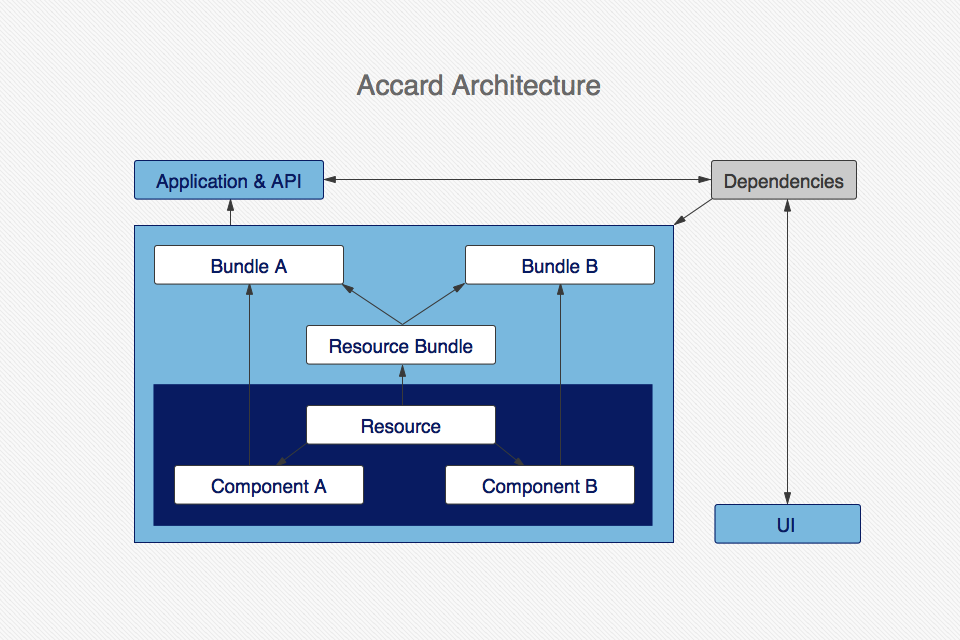 Accard Architecture
Application & API
Dependencies
Bundle A
Bundle B
Resource Bundle
Resource
Component A
Component B
UI